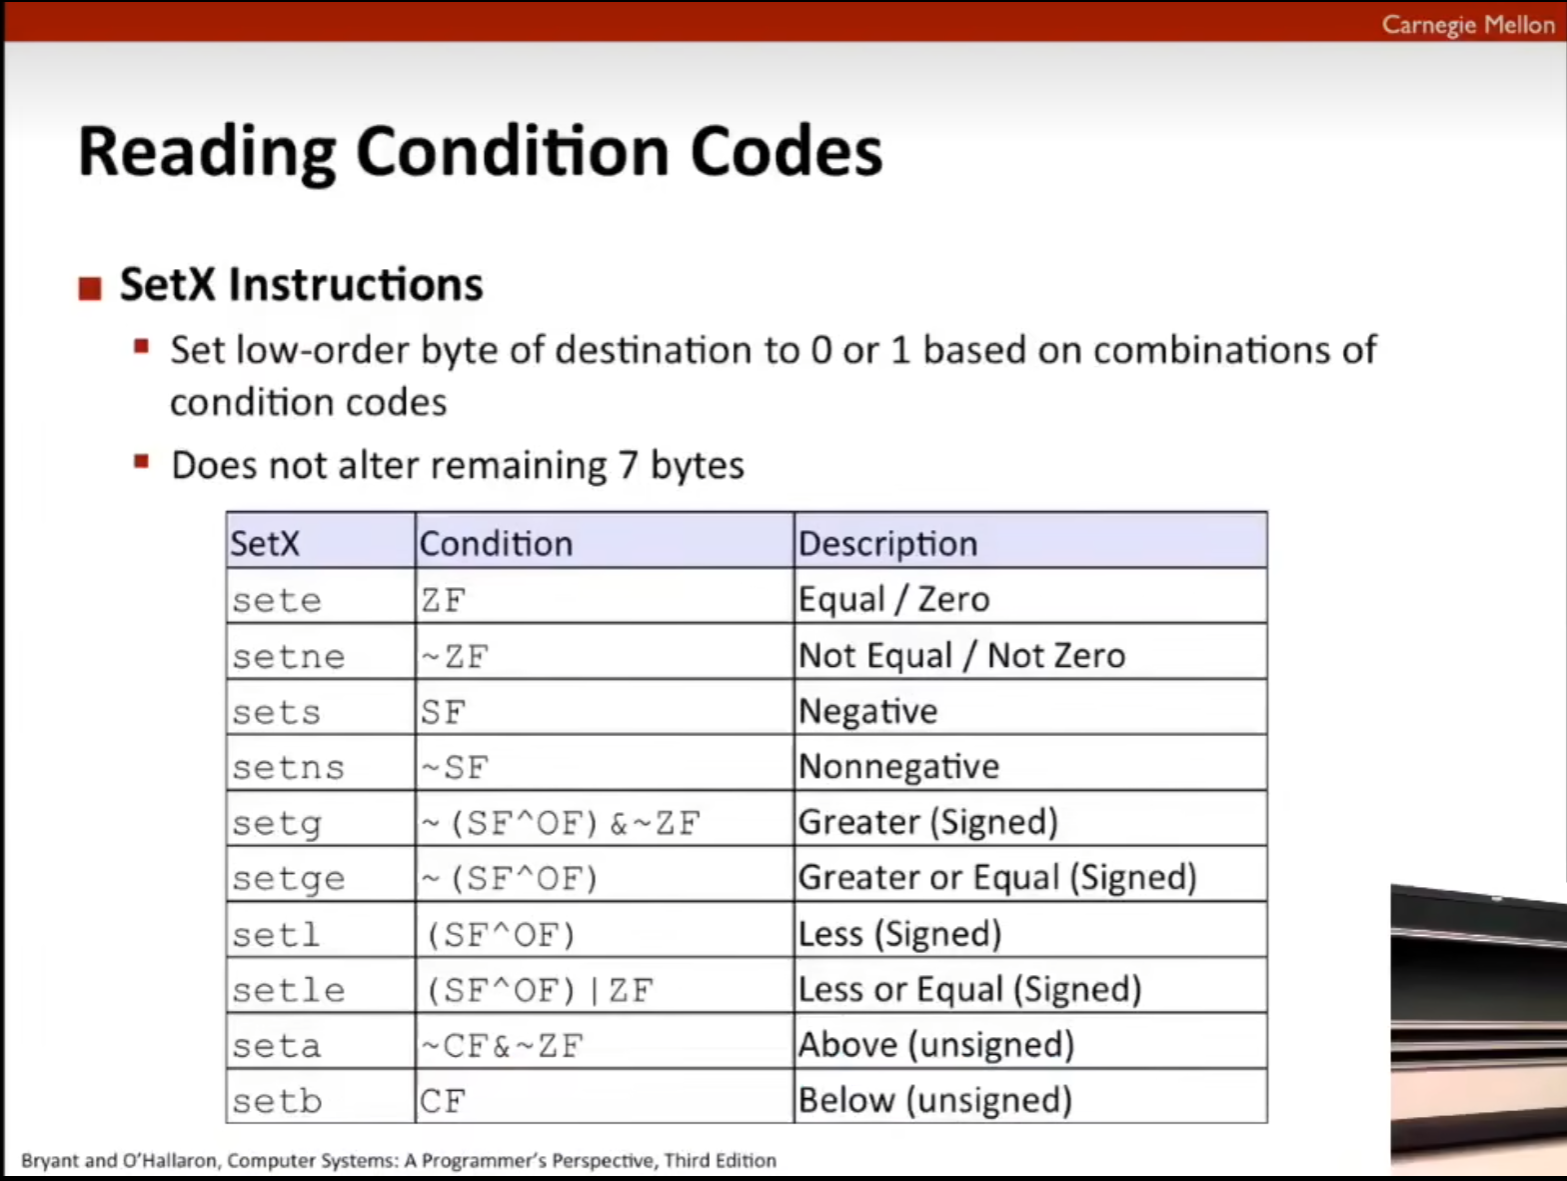 Carnegie Mellon
Reading Condition Codes
SetX Instructions
Set low-order byte of destination to 0 or 1 based on combinations of
condition codes
Does not alter remaining 7 bytes
SetX Condition Description
sete ZF Equal / Zero
setne ~ZF Not Equal / Not Zero
sets SF Negative
setns ~SF Nonnegative
setg ~(SF^OF)&~ZF Greater (Signed)
setge ~(SF^OF) Greater or Equal (Signed)
setl (SF^OF) Less (Signed)
setle (SF^OF)|ZF Less or Equal (Signed)
seta ~CF&~ZF Above (unsigned)
setb CF Below (unsigned)
Bryant and O'Hallaron, Computer Systems: A Programmer's Perspective, Third Edition